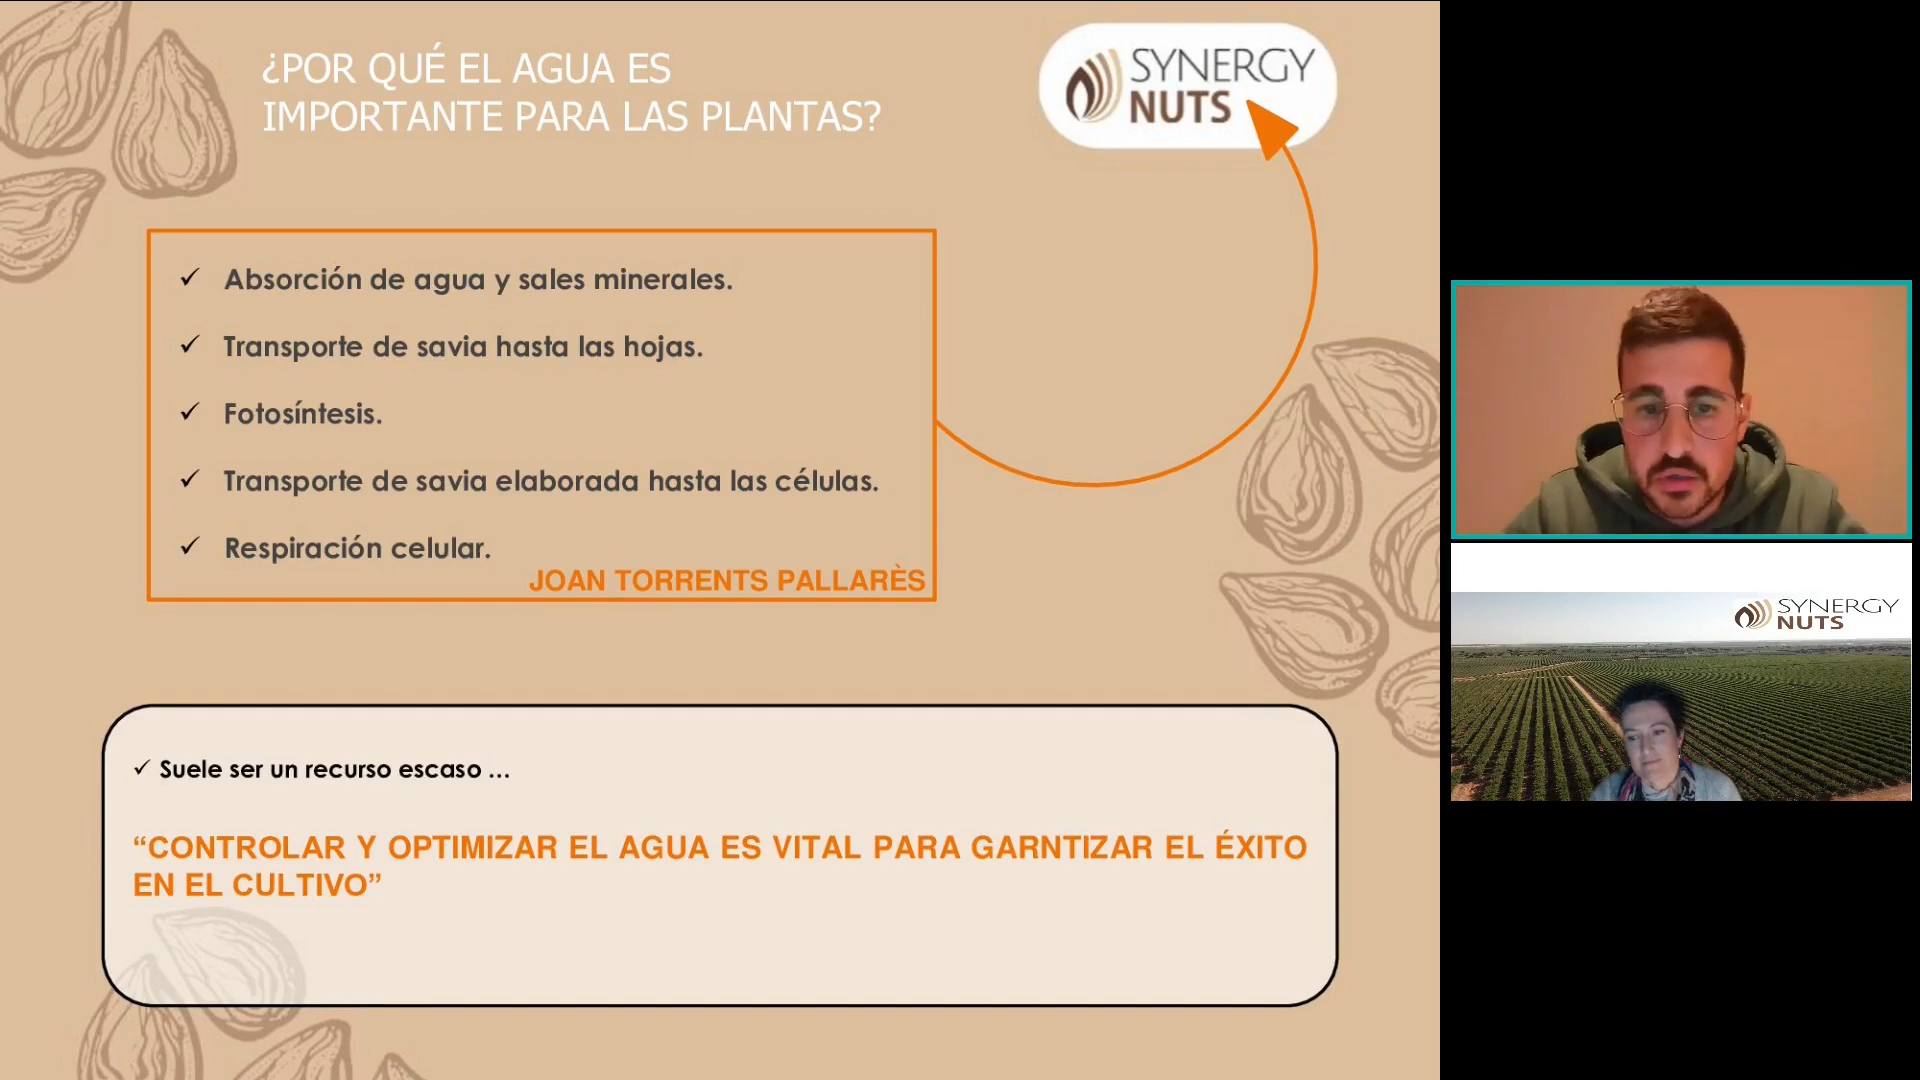 ¿POR QUÉ EL AGUA ES
IMPORTANTE PARA LAS PLANTAS?
SYNERGY
NUTS
✓ Absorción de agua y sales minerales.
✓ Transporte de savia hasta las hojas.
✓ Fotosíntesis.
✓ Transporte de savia elaborada hasta las células.
✓ Respiración celular.
JOAN TORRENTS PALLARÈS
✓ Suele ser un recurso escaso ...
“CONTROLAR Y OPTIMIZAR EL AGUA ES VITAL PARA GARNTIZAR EL ÉXITO
EN EL CULTIVO”
SYNERGY
NUTS